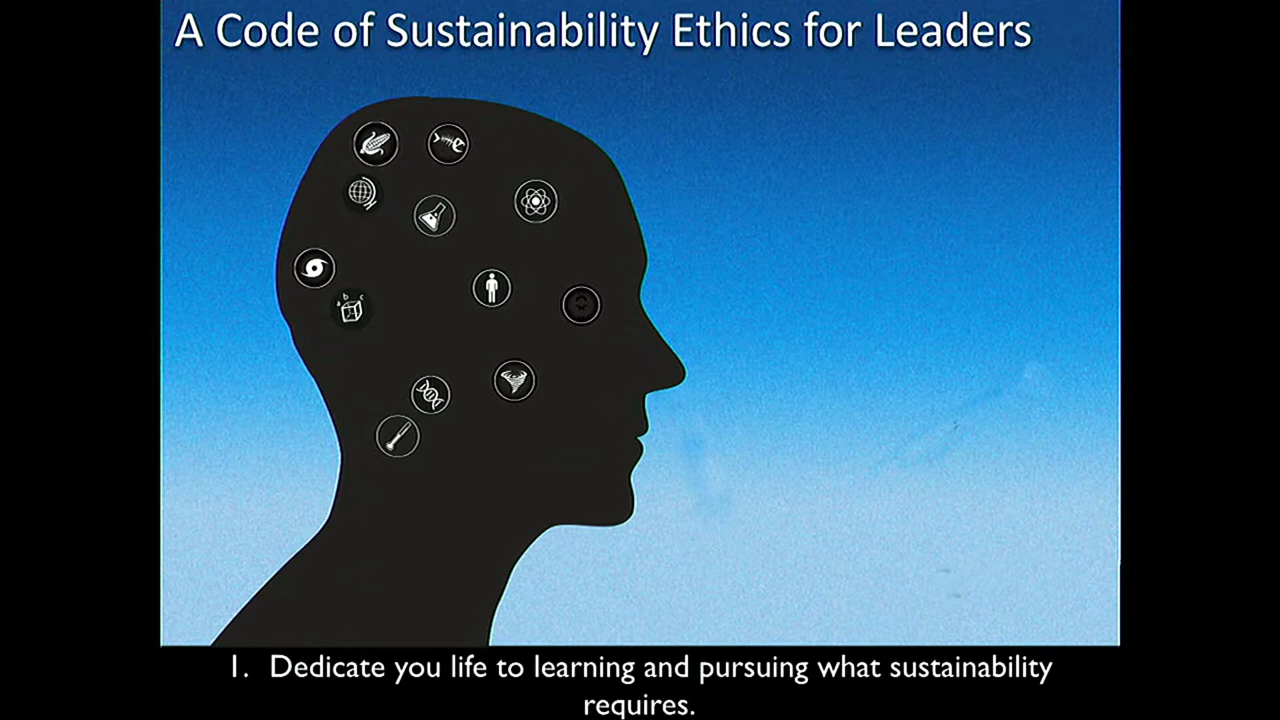 A Code of Sustainability Ethics for Leaders
a b c
1. Dedicate you life to learning and pursuing what sustainability
requires.